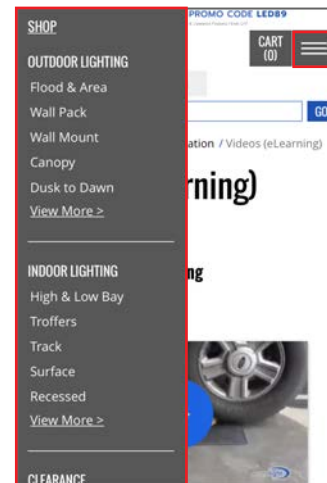 SHOP
OUTDOOR LIGHTING
Flood & Area
Wall Pack
Wall Mount
Canopy
Dusk to Dawn
View More >
INDOOR LIGHTING
High & Low Bay
Troffers
Track
Surface
Recessed
View More >
CLEARANCE
PROMO CODE LED89
CART
(0)
GO
ation / Videos (eLearning)
rning)
ng